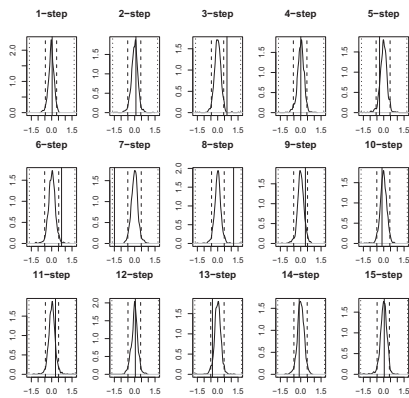 1−step 2−step 3−step 4−step 5−step
2.0 1.5 1.5 1.5 1.5
1.0 1.0 1.0 1.0 1.0
0.5 0.5 0.5 0.5
0.0 0.0 0.0 0.0 0.0
−1.5 0.0 1.5 −1.5 0.0 1.5 −1.5 0.0 1.5 −1.5 0.0 1.5 −1.5 0.0 1.5
6−step 7−step 8−step 9−step 10−step
2.0
1.5 1.5 1.5 1.5 1.5
1.0 1.0 1.0 1.0 1.0
0.5 0.5 0.5 0.5 0.5
0.0 0.0 0.0 0.0 0.0
−1.5 0.0 1.5 −1.5 0.0 1.5 −1.5 0.0 1.5 −1.5 0.0 1.5 −1.5 0.0 1.5
11−step 12−step 13−step 14−step 15−step
2.0
1.5 1.5 1.5 1.5 1.5
1.0 1.0 1.0 1.0 1.0
0.5 0.5 0.5 0.5 0.5
0.0 0.0 0.0 0.0 0.0
−1.5 0.0 1.5 −1.5 0.0 1.5 −1.5 0.0 1.5 −1.5 0.0 1.5 −1.5 0.0 1.5